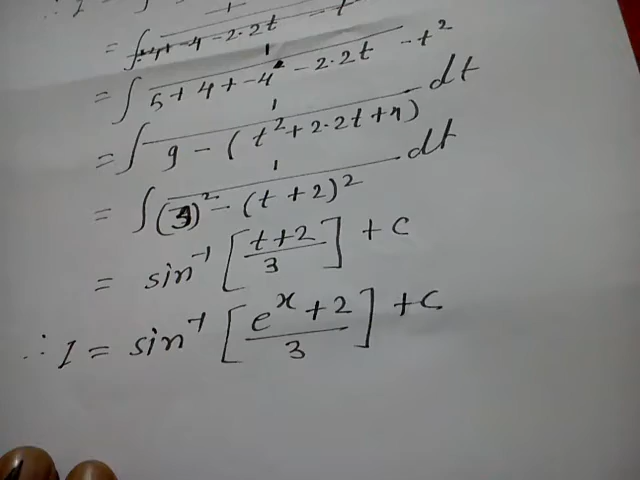 = ∫ 1 / 5 + 4 + -4 - 2·2t - t²
= ∫ 1 / 9 - (t² + 2·2t + 4) dt
= ∫ 1 / (3)² - (t + 2)² dt
= sin⁻¹ [ t+2 / 3 ] + c
∴ I = sin⁻¹ [ eˣ + 2 / 3 ] + c